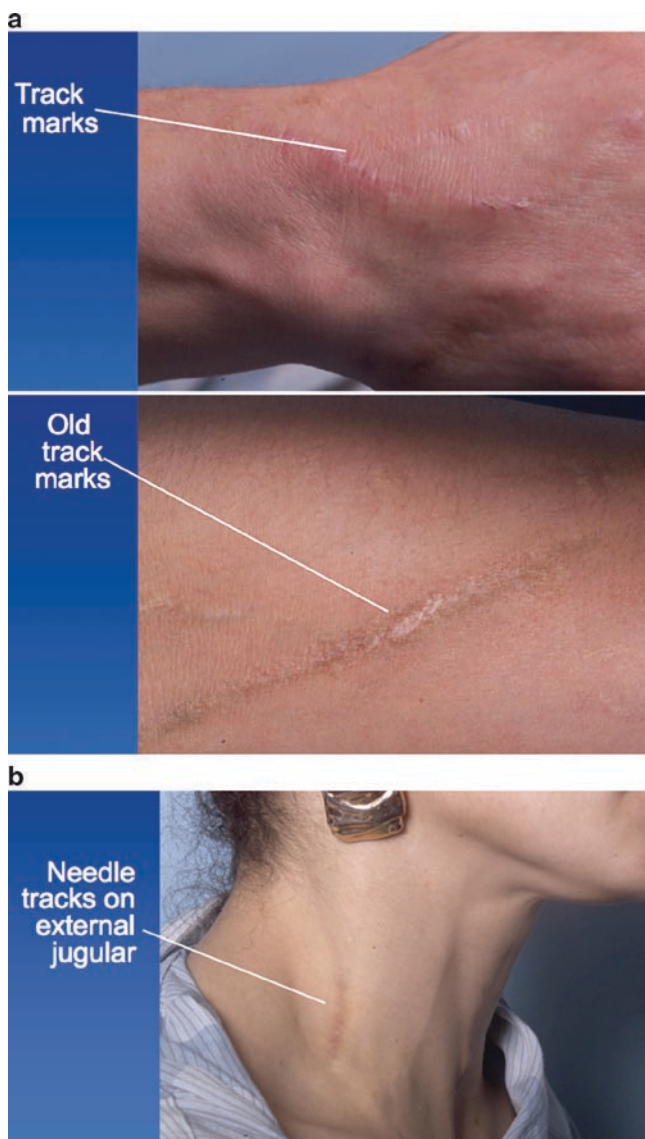 a
Track
marks
Old
track
marks
b
Needle
tracks on
external
jugular